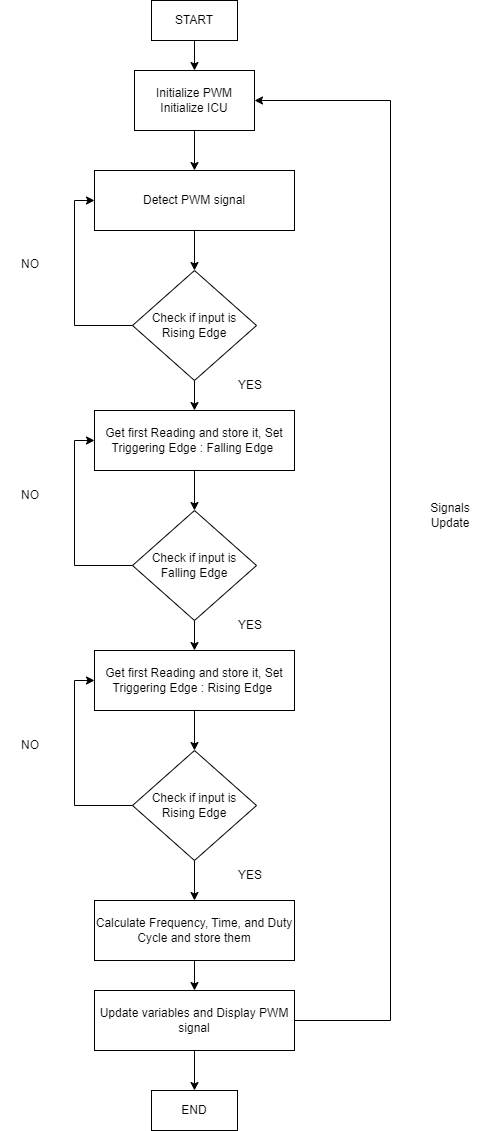 START
Initialize PWM
Initialize ICU
Detect PWM signal
NO
Check if input is
Rising Edge
YES
Get first Reading and store it, Set
Triggering Edge : Falling Edge
NO
Signals
Update
Check if input is
Falling Edge
YES
Get first Reading and store it, Set
Triggering Edge : Rising Edge
NO
Check if input is
Rising Edge
YES
Calculate Frequency, Time, and Duty
Cycle and store them
Update variables and Display PWM
signal
END